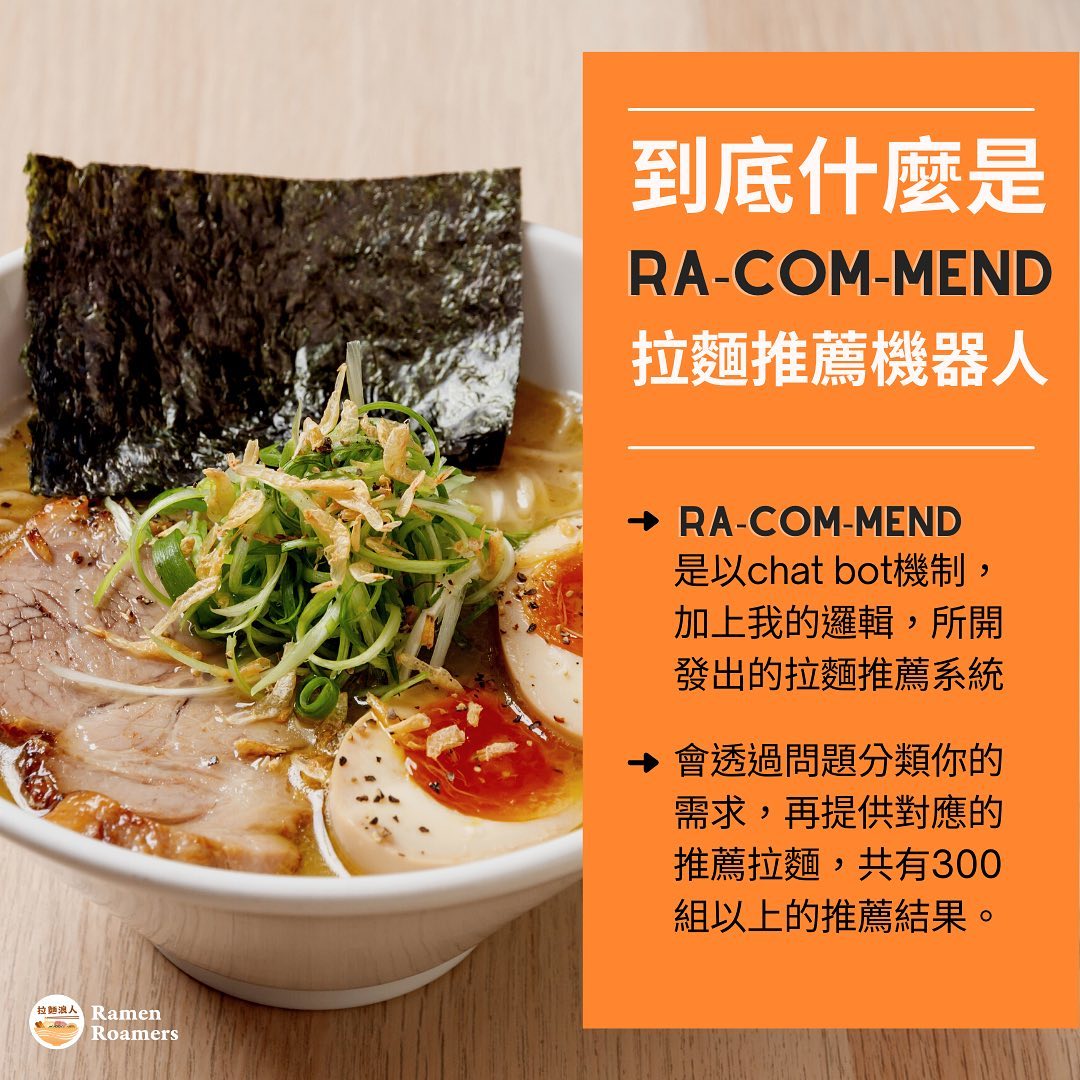 到底什麼是
RA-COM-MEND
拉麵推薦機器人
→ RA-COM-MEND
是以chat bot機制，
加上我的邏輯，所開
發出的拉麵推薦系統
→ 會透過問題分類你的
需求，再提供對應的
推薦拉麵，共有300
組以上的推薦結果。
拉麵浪人
Ramen
Roamers